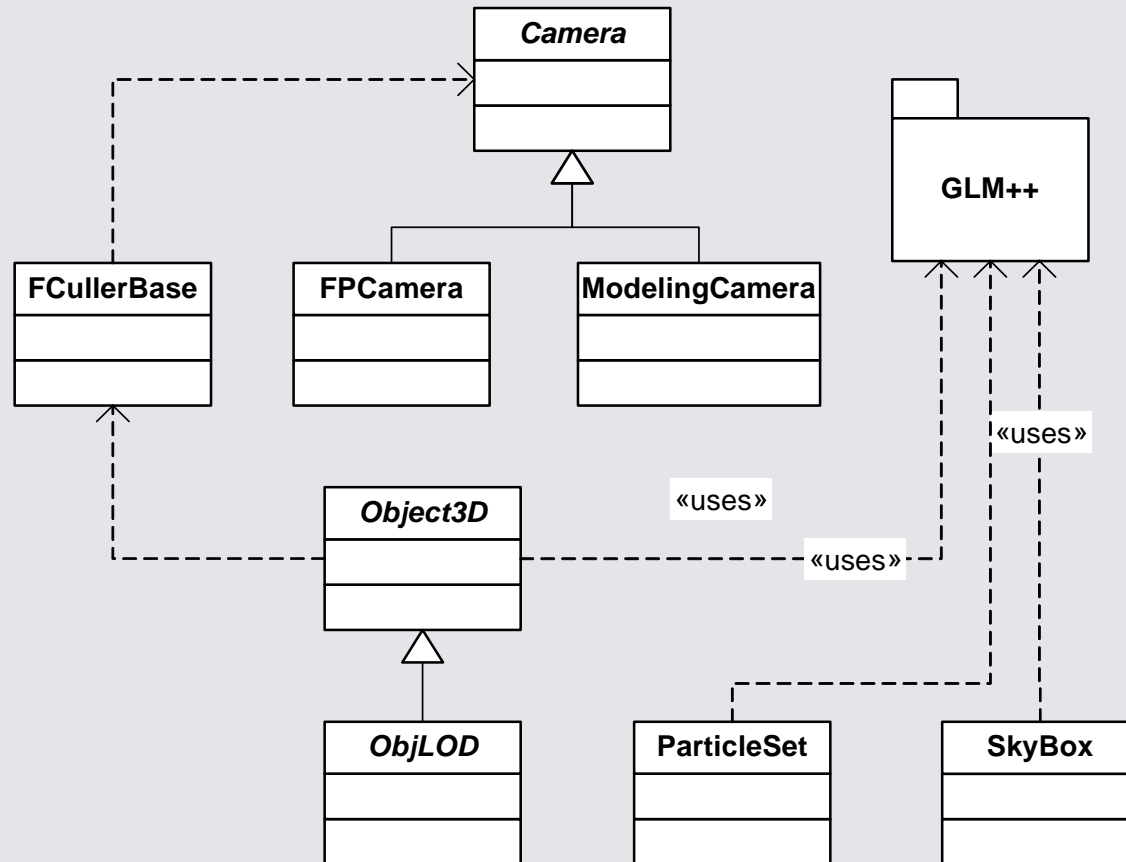 Camera
GLM++
FCullerBase
FPCamera
ModelingCamera
«uses»
Object3D
«uses»
«uses»
ObjLOD
ParticleSet
SkyBox